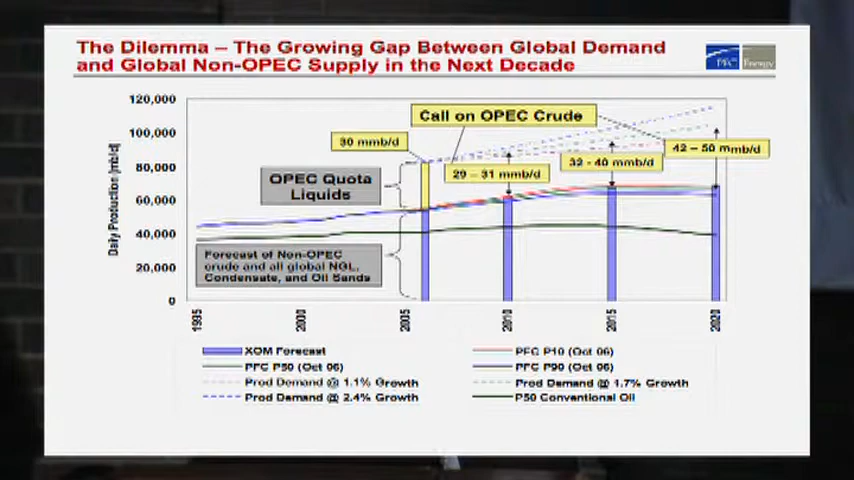 The Dilemma – The Growing Gap Between Global Demand
and Global Non-OPEC Supply in the Next Decade
PFC Energy
120,000
100,000
80,000
60,000
40,000
20,000
0
Daily Production (mb/d)
Call on OPEC Crude
30 mmb/d
29 – 31 mmb/d
32 - 40 mmb/d
42 – 50 mmb/d
OPEC Quota
Liquids
Forecast of Non-OPEC
crude and all global NGL,
Condensate, and Oil Sands
1995
2000
2005
2010
2015
2020
XOM Forecast
PFC P10 (Oct 06)
PFC P50 (Oct 06)
PFC P90 (Oct 06)
Prod Demand @ 1.1% Growth
Prod Demand @ 1.7% Growth
Prod Demand @ 2.4% Growth
P50 Conventional Oil